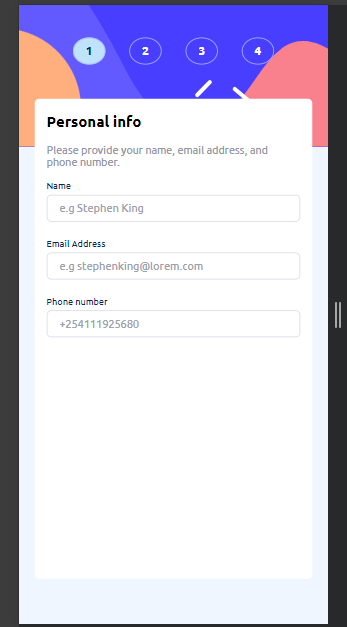 1 2 3 4
Personal info
Please provide your name, email address, and
phone number.
Name
e.g Stephen King
Email Address
e.g stephenking@lorem.com
Phone number
+254111925680